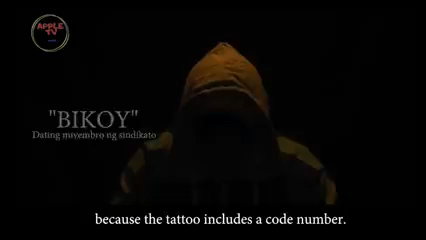 APPLE
TV
"BIKOY"
Dating miyembro ng sindikato
because the tattoo includes a code number.